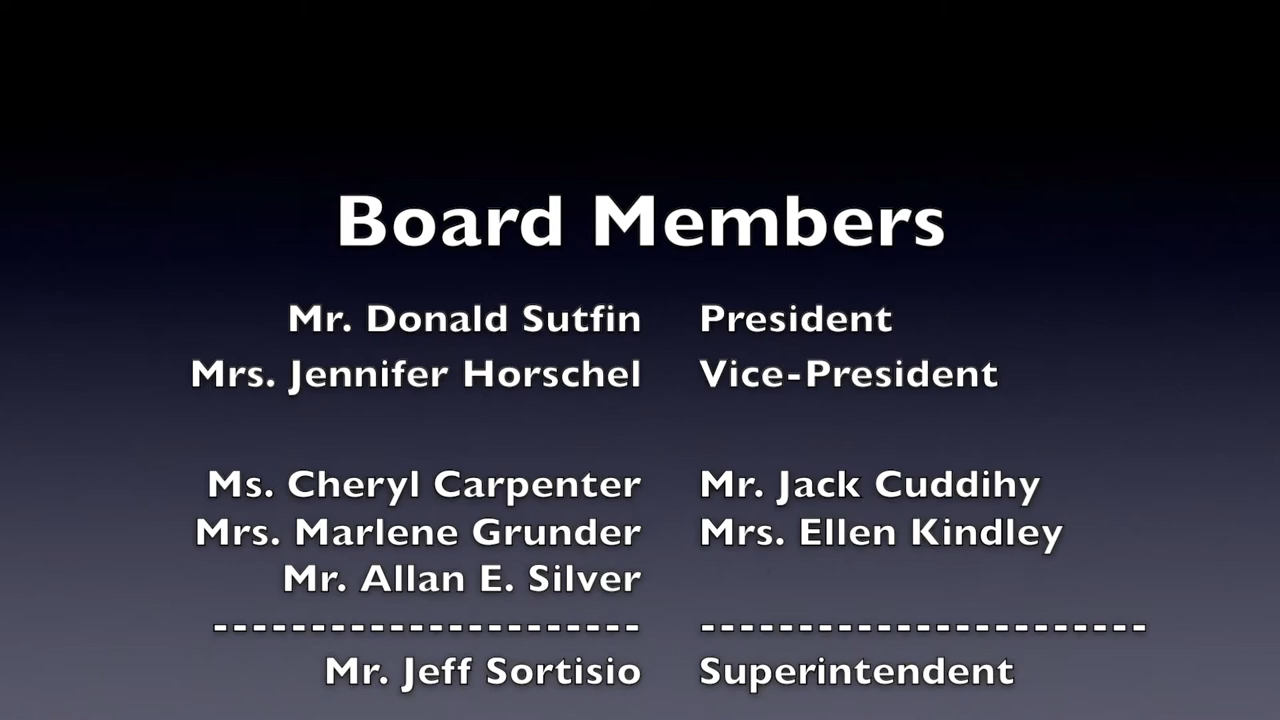 Board Members
Mr. Donald Sutfin President
Mrs. Jennifer Horschel Vice-President
Ms. Cheryl Carpenter Mr. Jack Cuddihy
Mrs. Marlene Grunder Mrs. Ellen Kindley
Mr. Allan E. Silver
---------------------- -----------------------
Mr. Jeff Sortisio Superintendent